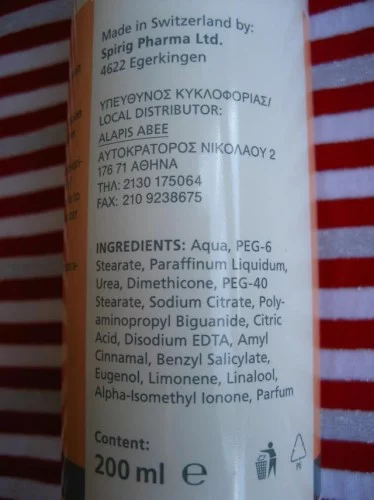 Made in Switzerland by:
Spirig Pharma Ltd.
4622 Egerkingen
ΥΠΕΥΘΥΝΟΣ ΚΥΚΛΟΦΟΡΙΑΣ/
LOCAL DISTRIBUTOR:
ALAPIS ABEE
ΑΥΤΟΚΡΑΤΟΡΟΣ ΝΙΚΟΛΑΟΥ 2
176 71 ΑΘΗΝΑ
ΤΗΛ: 2130 175064
FAX: 210 9238675
INGREDIENTS: Aqua, PEG-6
Stearate, Paraffinum Liquidum,
Urea, Dimethicone, PEG-40
Stearate, Sodium Citrate, Poly-
aminopropyl Biguanide, Citric
Acid, Disodium EDTA, Amyl
Cinnamal, Benzyl Salicylate,
Eugenol, Limonene, Linalool,
Alpha-Isomethyl Ionone, Parfum
Content:
200 ml e
PE